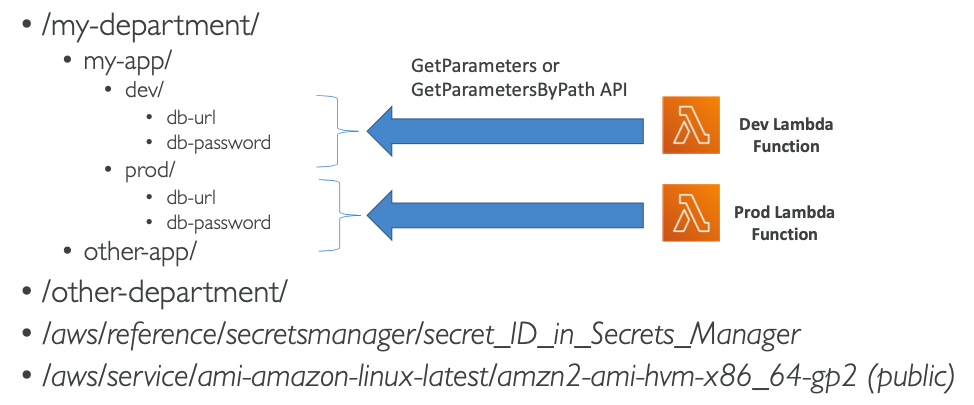 • /my-department/
• my-app/
• dev/
• db-url
• db-password
• prod/
• db-url
• db-password
• other-app/
• /other-department/
• /aws/reference/secretsmanager/secret_ID_in_Secrets_Manager
• /aws/service/ami-amazon-linux-latest/amzn2-ami-hvm-x86_64-gp2 (public)
GetParameters or
GetParametersByPath API
Dev Lambda
Function
Prod Lambda
Function